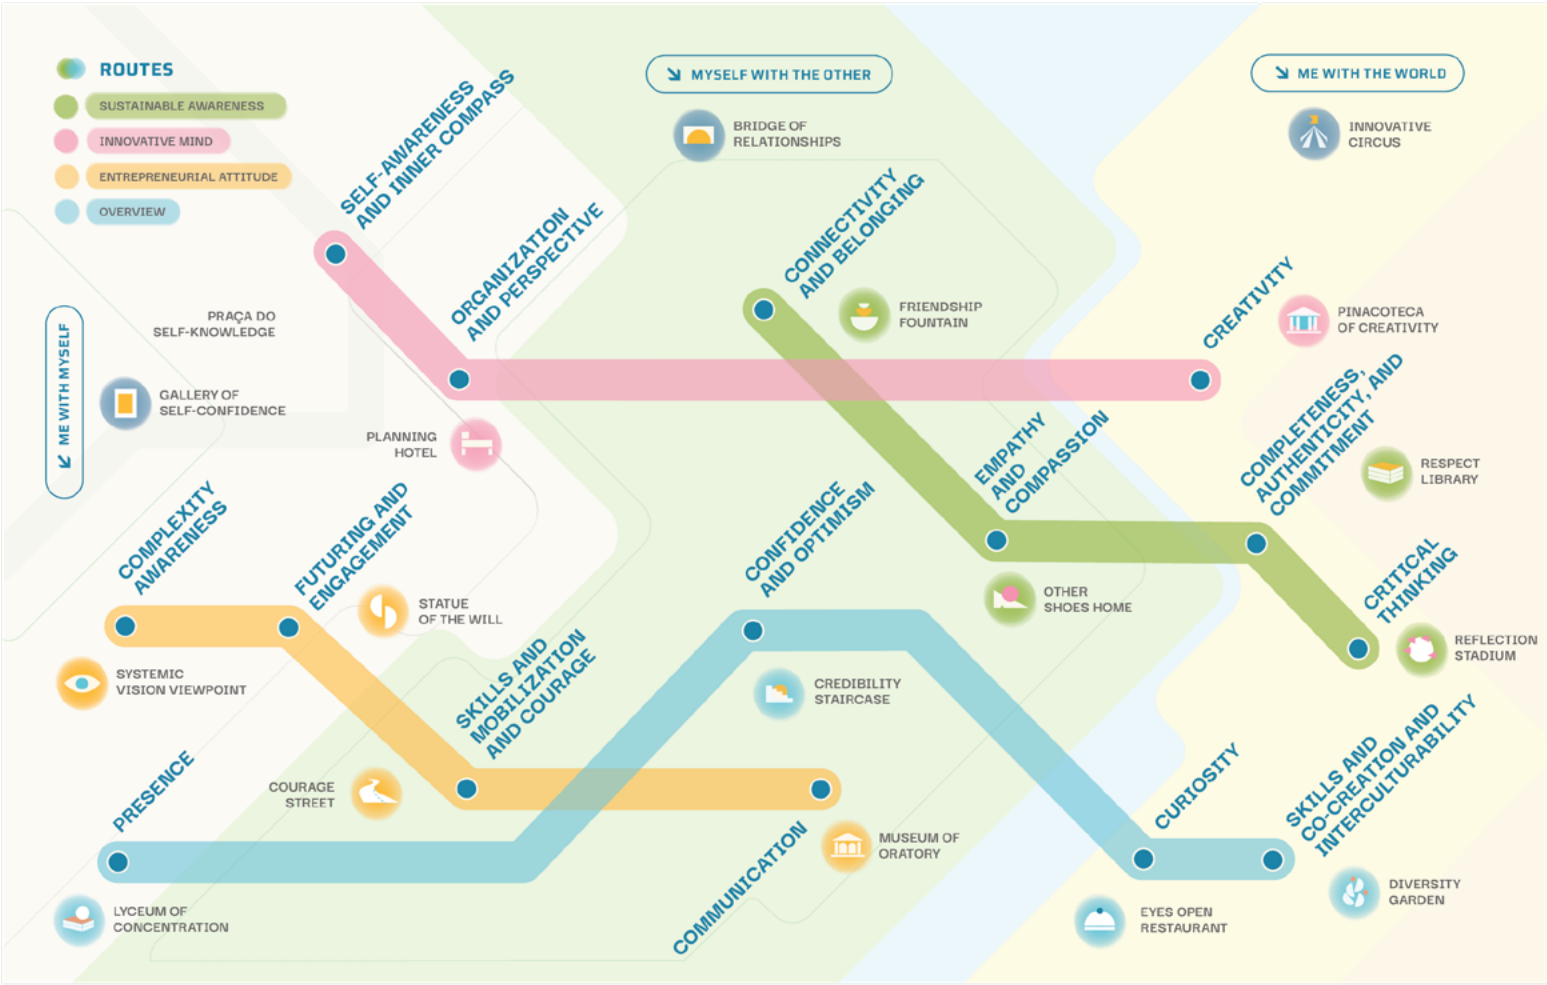 ROUTES
SUSTAINABLE AWARENESS
INNOVATIVE MIND
ENTREPRENEURIAL ATTITUDE
OVERVIEW
MYSELF WITH THE OTHER
ME WITH THE WORLD
ME WITH MYSELF
BRIDGE OF
RELATIONSHIPS
INNOVATIVE
CIRCUS
SELF-AWARENESS
AND INNER COMPASS
ORGANIZATION
AND PERSPECTIVE
CONNECTIVITY
AND BELONGING
FRIENDSHIP
FOUNTAIN
CREATIVITY
PINACOTECA
OF CREATIVITY
PRAÇA DO
SELF-KNOWLEDGE
GALLERY OF
SELF-CONFIDENCE
PLANNING
HOTEL
EMPATHY
AND
COMPASSION
COMPLETENESS,
AUTHENTICITY, AND
COMMITMENT
RESPECT
LIBRARY
COMPLEXITY
AWARENESS
FUTURING AND
ENGAGEMENT
STATUE
OF THE WILL
CONFIDENCE
AND OPTIMISM
OTHER
SHOES HOME
CRITICAL
THINKING
REFLECTION
STADIUM
SYSTEMIC
VISION VIEWPOINT
SKILLS AND
MOBILIZATION
AND COURAGE
CREDIBILITY
STAIRCASE
PRESENCE
COURAGE
STREET
COMMUNICATION
MUSEUM OF
ORATORY
CURIOSITY
SKILLS AND
CO-CREATION AND
INTERCULTURABILITY
LYCEUM OF
CONCENTRATION
EYES OPEN
RESTAURANT
DIVERSITY
GARDEN